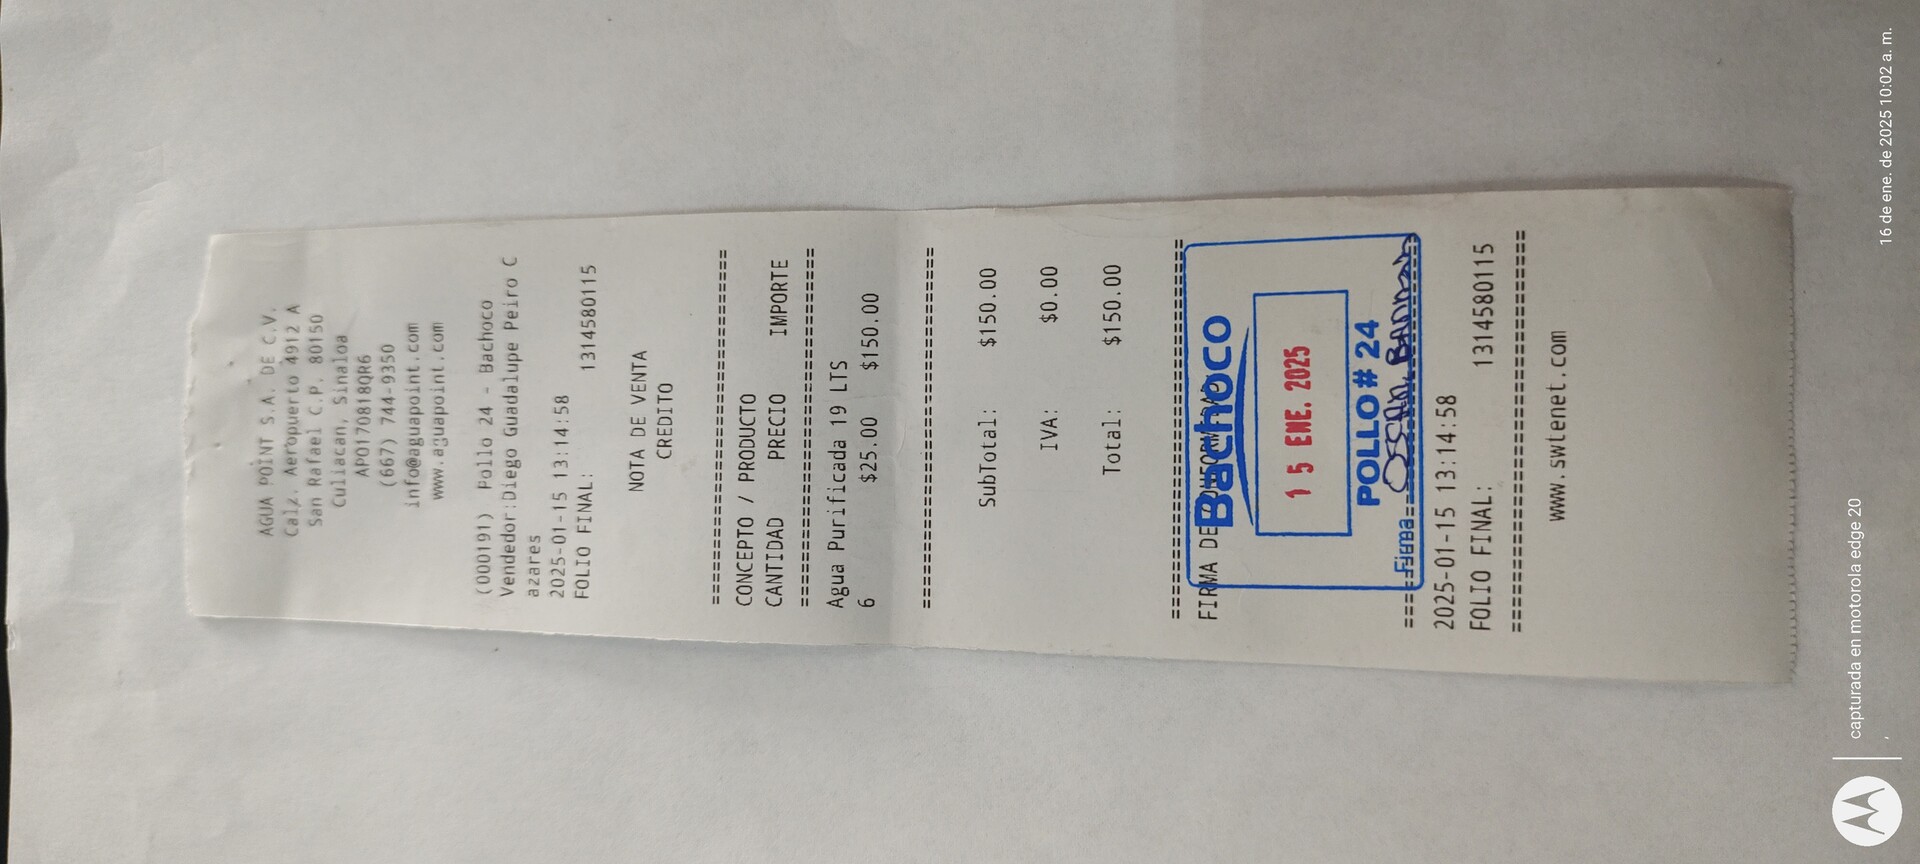 AGUA POINT S.A. DE C.V.
Calz. Aeropuerto 4912 A
San Rafael C.P. 80150
Culiacan, Sinaloa
APO170818QR6
(667) 744-9350
info@aguapoint.com
www.aguapoint.com
(000191) Pollo 24 - Bachoco
Vendedor:Diego Guadalupe Peiro C
azares
2025-01-15 13:14:58
FOLIO FINAL: 1314580115
NOTA DE VENTA
CREDITO
================================
CONCEPTO / PRODUCTO
CANTIDAD PRECIO IMPORTE
================================
Agua Purificada 19 LTS
6 $25.00 $150.00
================================
SubTotal: $150.00
IVA: $0.00
Total: $150.00
================================
FIRMA DE CONFORMIDAD
Bachoco
15 ENE. 2025
POLLO # 24
Firma
================================
2025-01-15 13:14:58
FOLIO FINAL: 1314580115
================================
www.swtenet.com
capturada en motorola edge 20
16 de ene. de 2025 10:02 a. m.